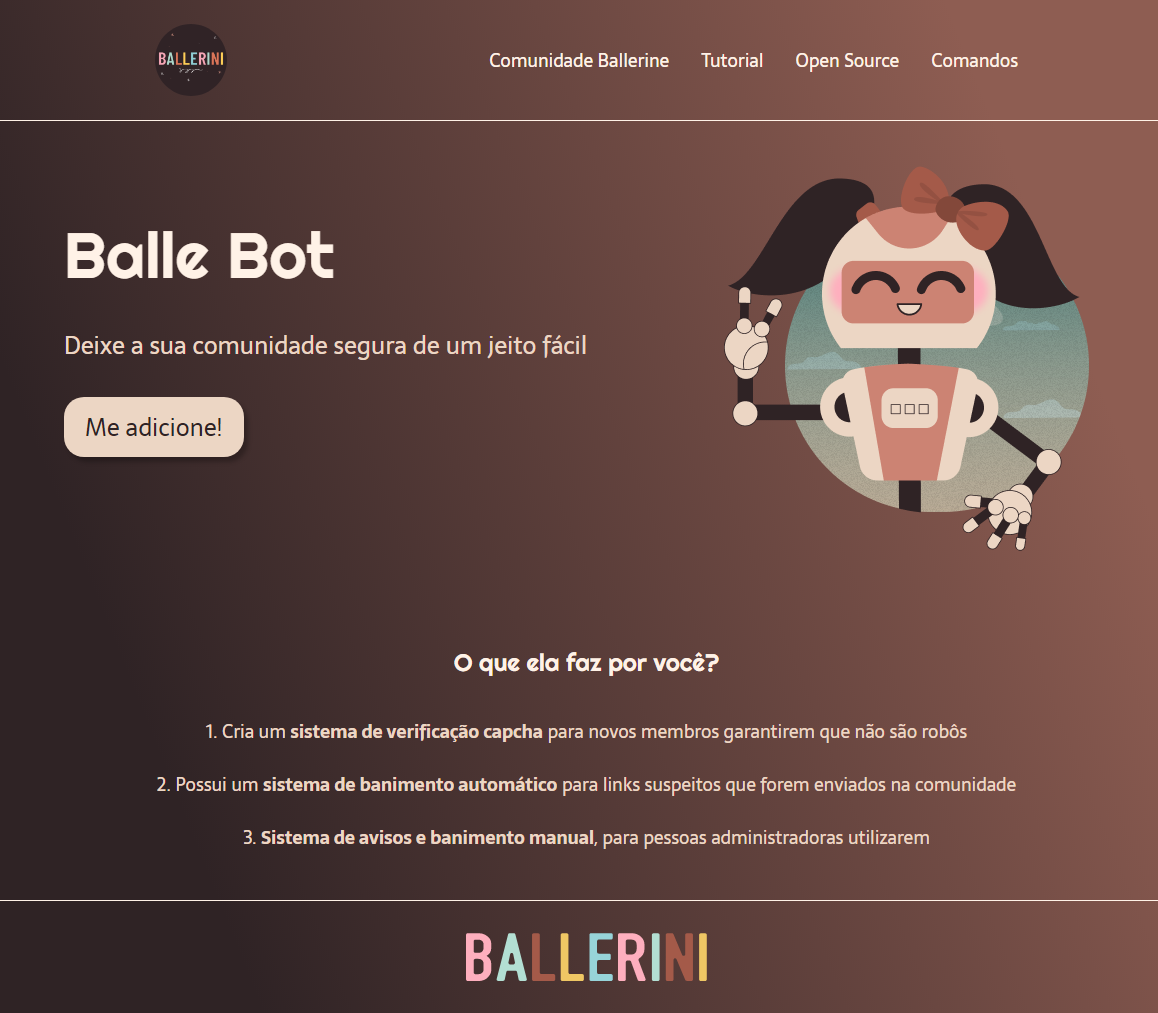 BALLERINI
Comunidade Ballerine
Tutorial
Open Source
Comandos
Balle Bot
Deixe a sua comunidade segura de um jeito fácil
Me adicione!
O que ela faz por você?
1. Cria um sistema de verificação capcha para novos membros garantirem que não são robôs
2. Possui um sistema de banimento automático para links suspeitos que forem enviados na comunidade
3. Sistema de avisos e banimento manual, para pessoas administradoras utilizarem
BALLERINI